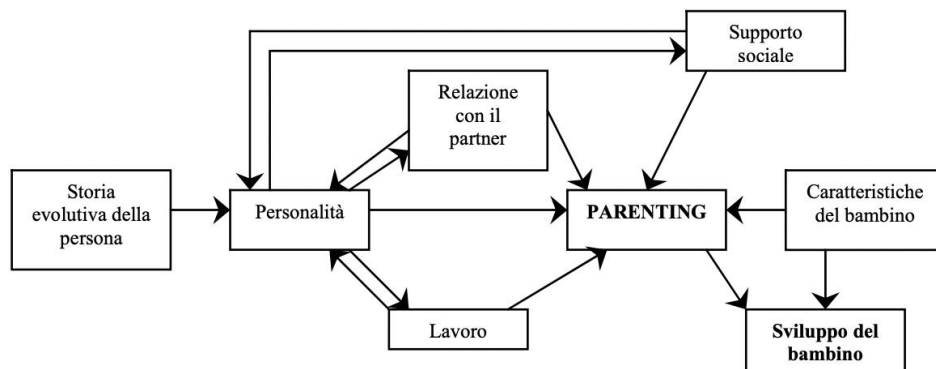 Supporto
sociale
Relazione
con il
partner
Storia
evolutiva della
persona
Personalità
PARENTING
Caratteristiche
del bambino
Lavoro
Sviluppo del
bambino